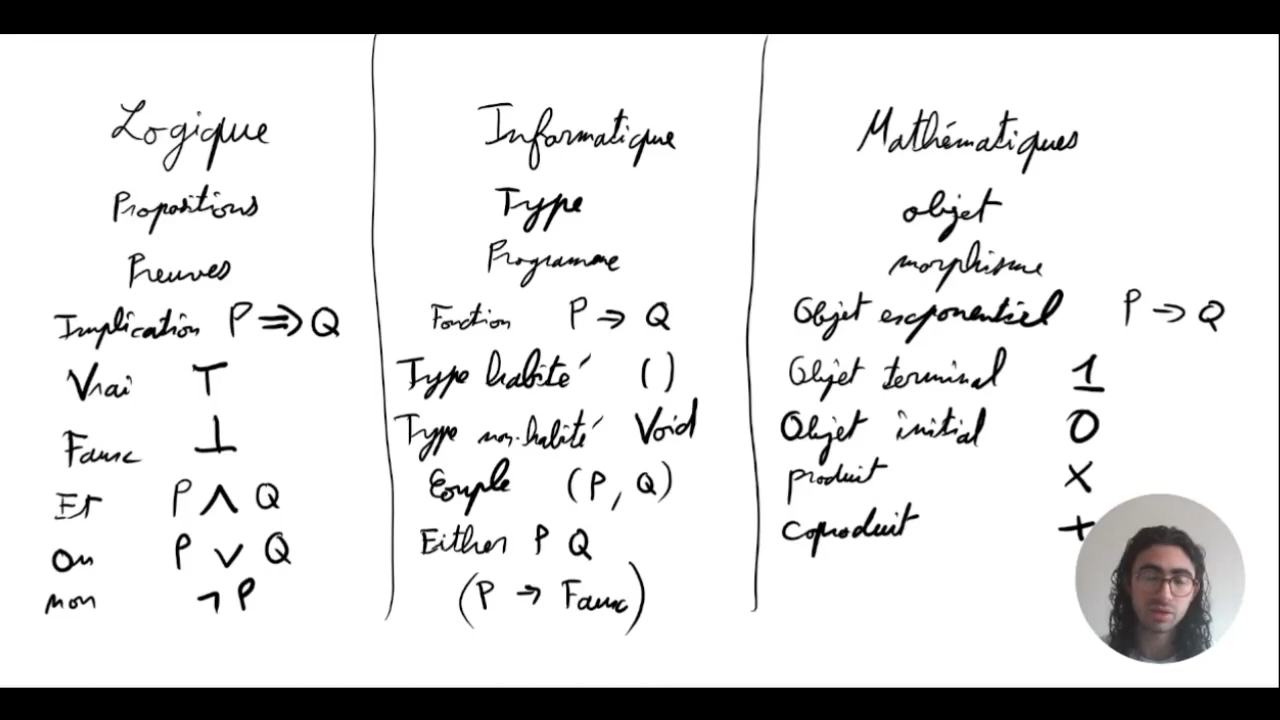 Logique
Propositions
Preuves
Implication P ⇒ Q
Vrai ⊤
Faux ⊥
Et P ∧ Q
Ou P ∨ Q
non ¬P
Informatique
Type
Programme
Fonction P → Q
Type habité ()
Type non-habité Void
Couple (P, Q)
Either P Q
(P → Faux)
Mathématiques
objet
morphisme
Objet exponentiel P → Q
Objet terminal 1
Objet initial 0
produit ×
coproduit +